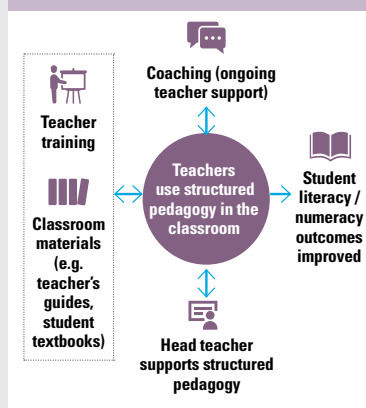 Coaching (ongoing
teacher support)
Teacher
training
Classroom
materials
(e.g.
teacher's
guides,
student
textbooks)
Teachers
use structured
pedagogy in the
classroom
Student
literacy /
numeracy
outcomes
improved
Head teacher
supports structured
pedagogy